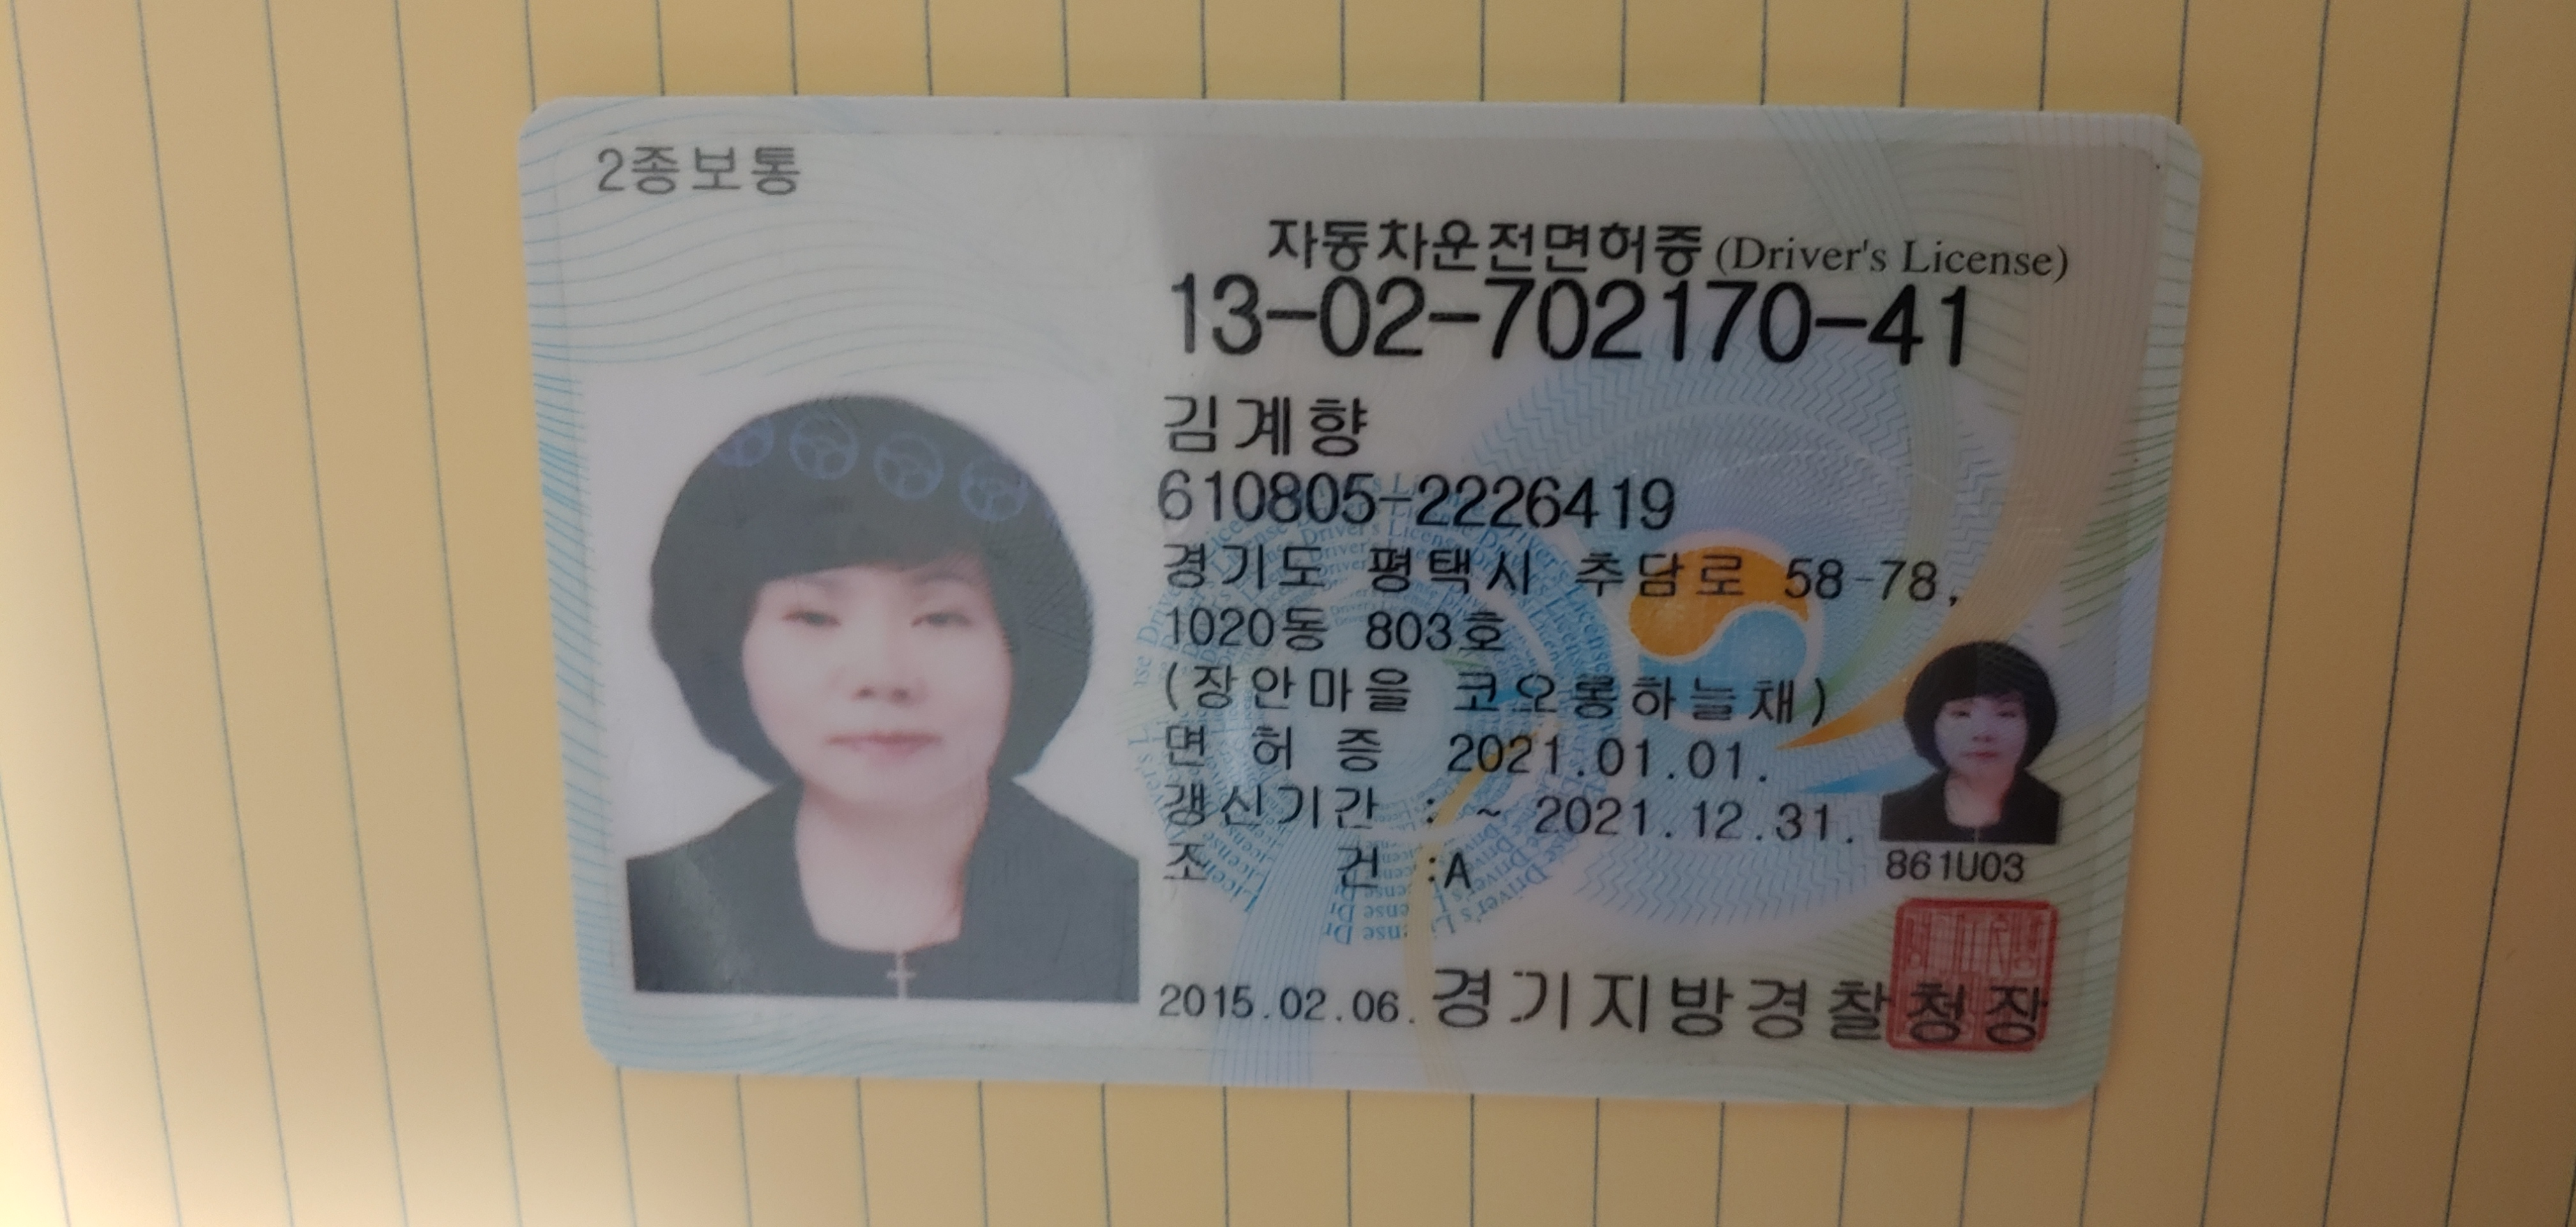 2종보통
자동차운전면허증 (Driver's License)
13-02-702170-41
김계향
610805-2226419
경기도 평택시 추담로 58-78,
1020동 803호
(장안마을 코오롱하늘채)
면 허 증 2021.01.01.
갱신기간 : ~ 2021.12.31.
조 건 :A
861U03
2015.02.06. 경기지방경찰청장